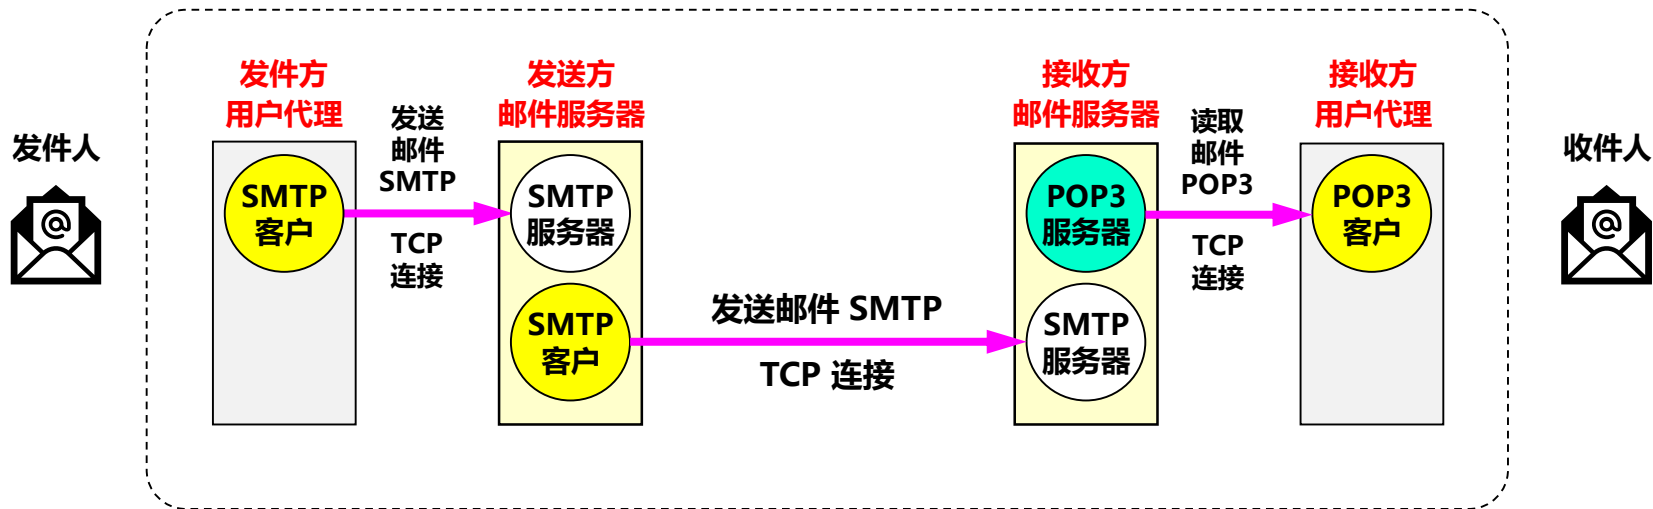 发件人
@
发件方
用户代理
SMTP
客户
发送
邮件
SMTP
TCP
连接
发送方
邮件服务器
SMTP
服务器
SMTP
客户
发送邮件 SMTP
TCP 连接
接收方
邮件服务器
POP3
服务器
SMTP
服务器
读取
邮件
POP3
TCP
连接
接收方
用户代理
POP3
客户
收件人
@